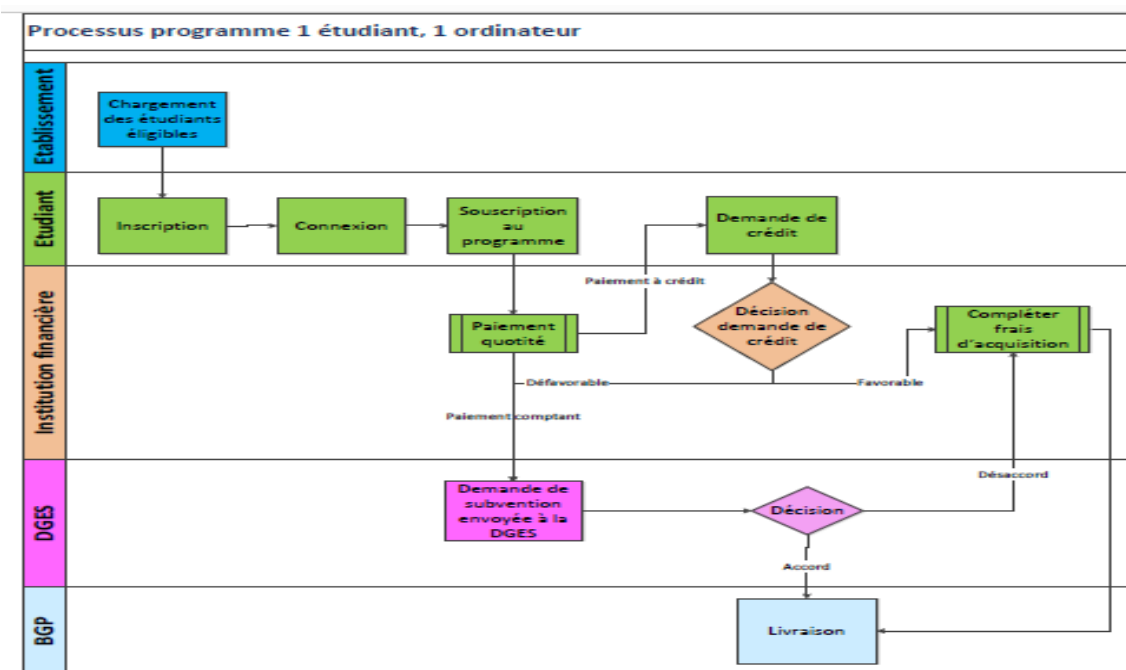 Processus programme 1 étudiant, 1 ordinateur
Etablissement
Chargement
des étudiants
éligibles
Etudiant
Inscription
Connexion
Souscription
au
programme
Demande de
crédit
Paiement à crédit
Institution financière
Paiement
quotité
Décision
demande de
crédit
Compléter
frais
d'acquisition
Défavorable
Favorable
Paiement comptant
DGES
Demande de
subvention
envoyée à la
DGES
Décision
Désaccord
Accord
BGP
Livraison